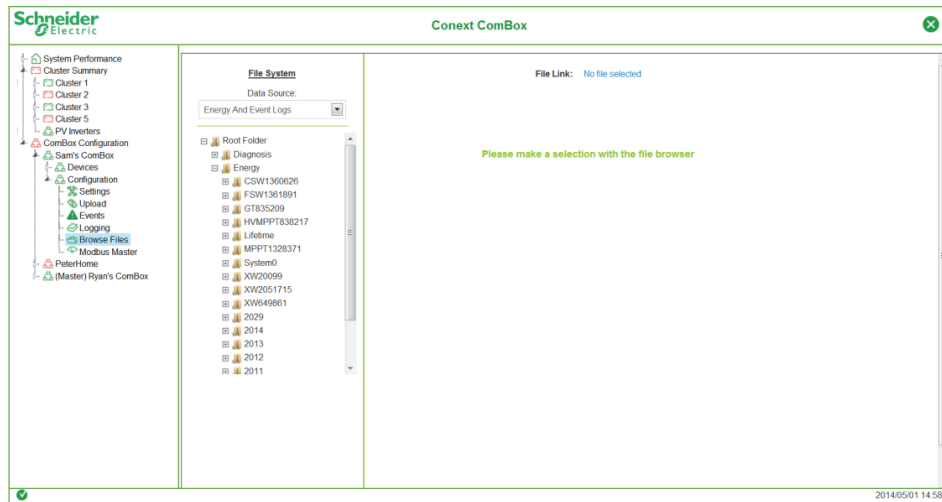 Schneider
Electric
Conext ComBox
System Performance
Cluster Summary
Cluster 1
Cluster 2
Cluster 3
Cluster 5
PV Inverters
ComBox Configuration
Sam's ComBox
Devices
Configuration
Settings
Upload
Events
Logging
Browse Files
Modbus Master
PeterHome
(Master) Ryan's ComBox
File System
Data Source:
Energy And Event Logs
Root Folder
Diagnosis
Energy
CSW1360626
FSW1361891
GT835209
HVMPPT838217
Lifetime
MPPT1328371
System0
XW20099
XW2051715
XW649861
2029
2014
2013
2012
2011
File Link: No file selected
Please make a selection with the file browser
2014/05/01 14:58